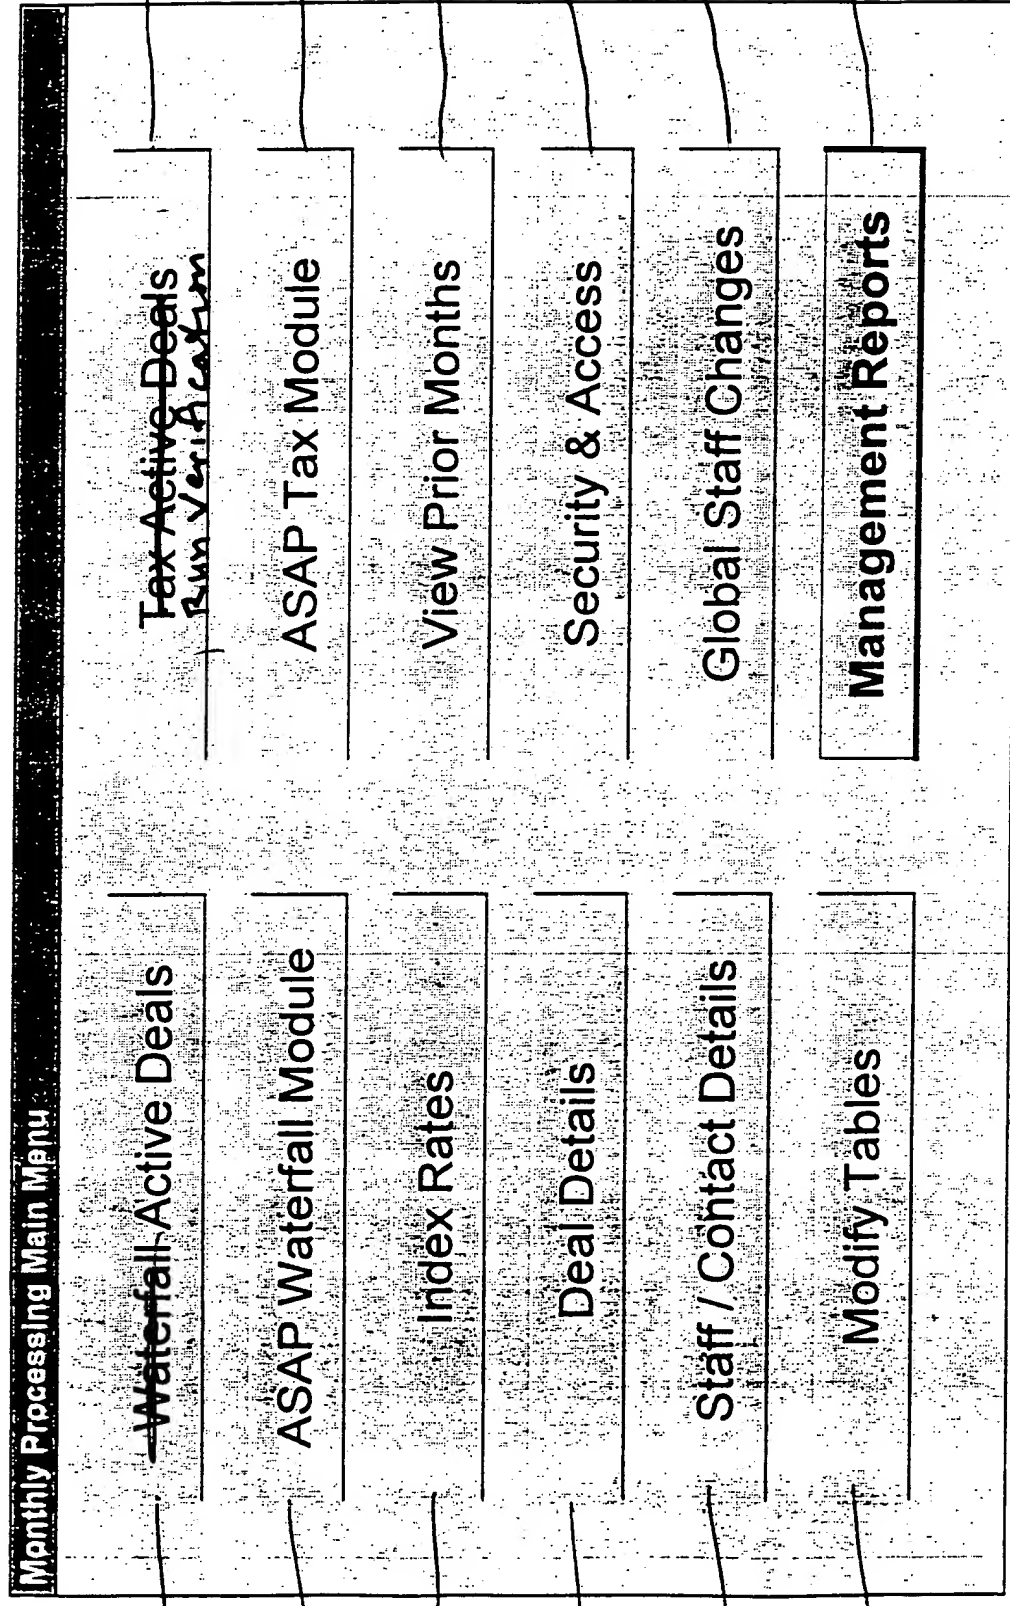 Monthly Processing Main Menu
Waterfall Active Deals
ASAP Waterfall Module
Index Rates
Deal Details
Staff / Contact Details
Modify Tables
Tax Active Deals
Run Verification
ASAP Tax Module
View Prior Months
Security & Access
Global Staff Changes
Management Reports